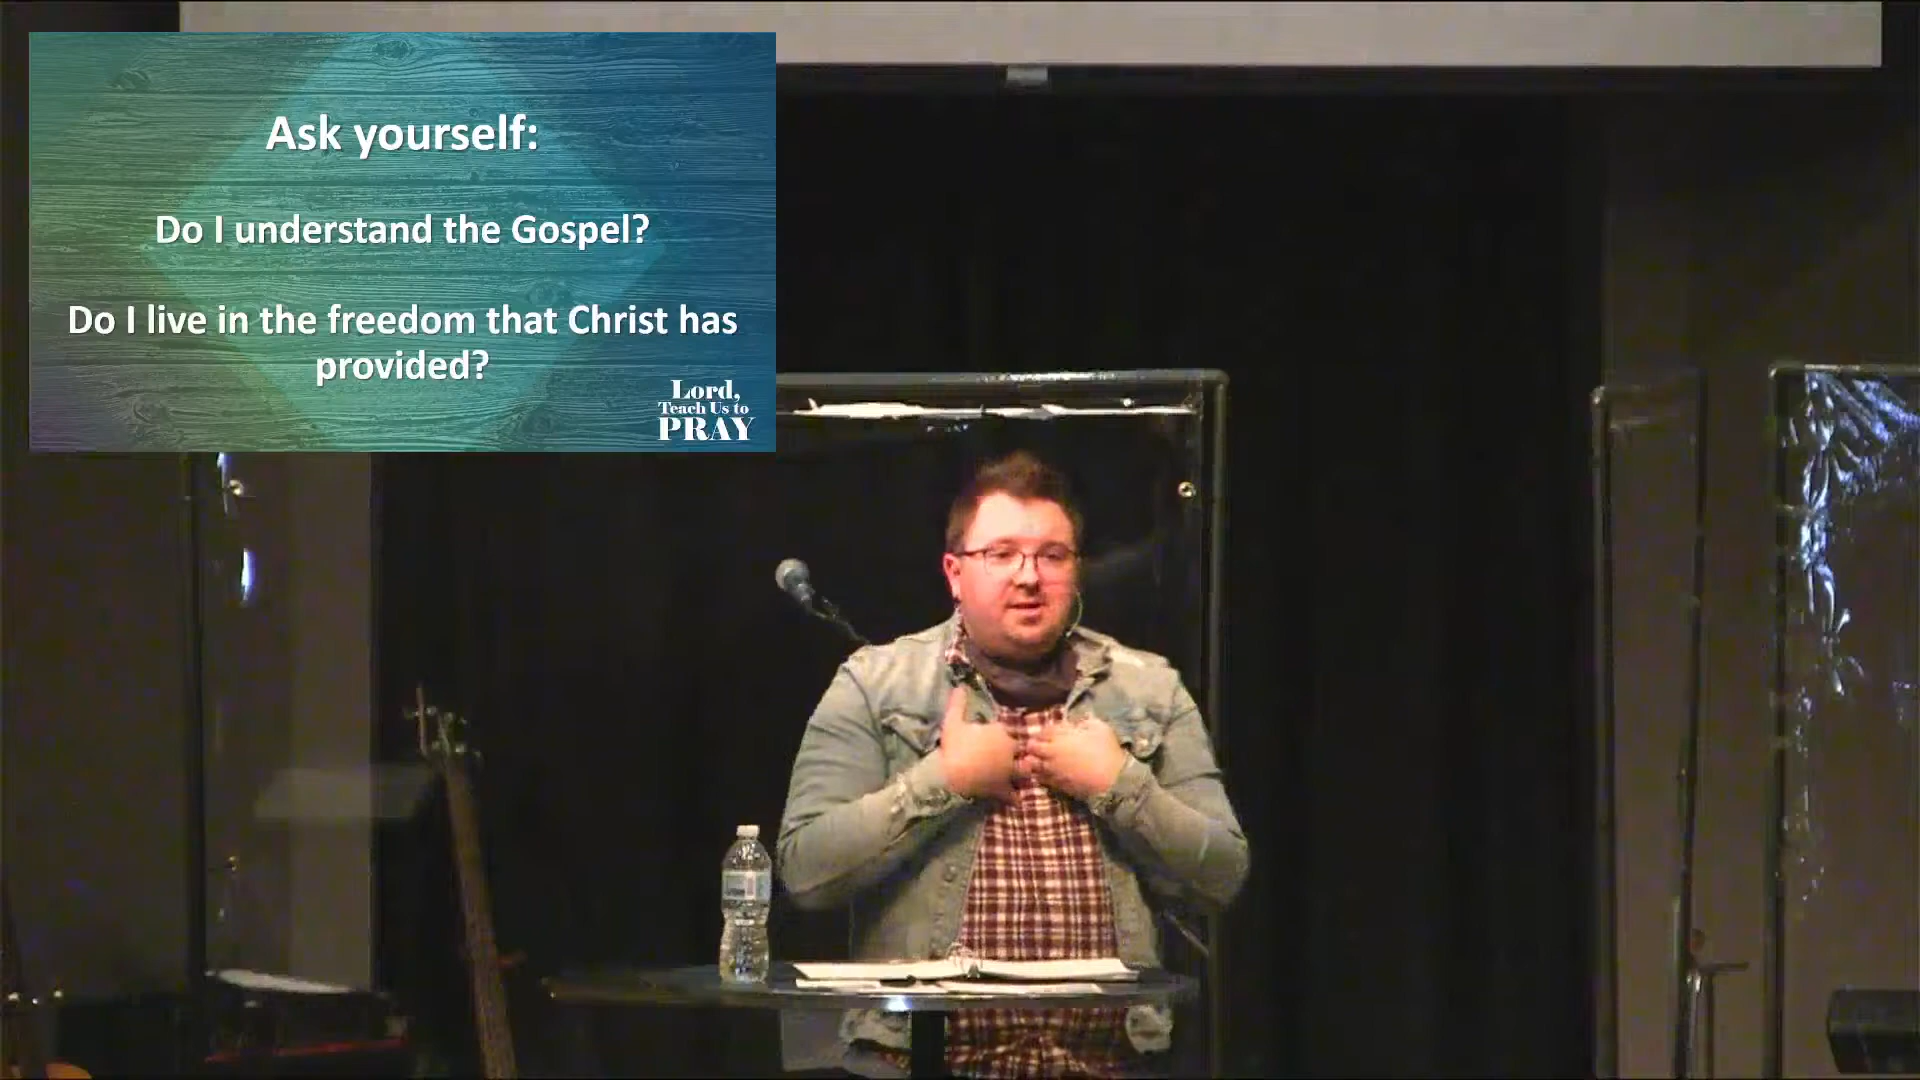 Ask yourself:
Do I understand the Gospel?
Do I live in the freedom that Christ has
provided?
Lord,
Teach Us to
PRAY